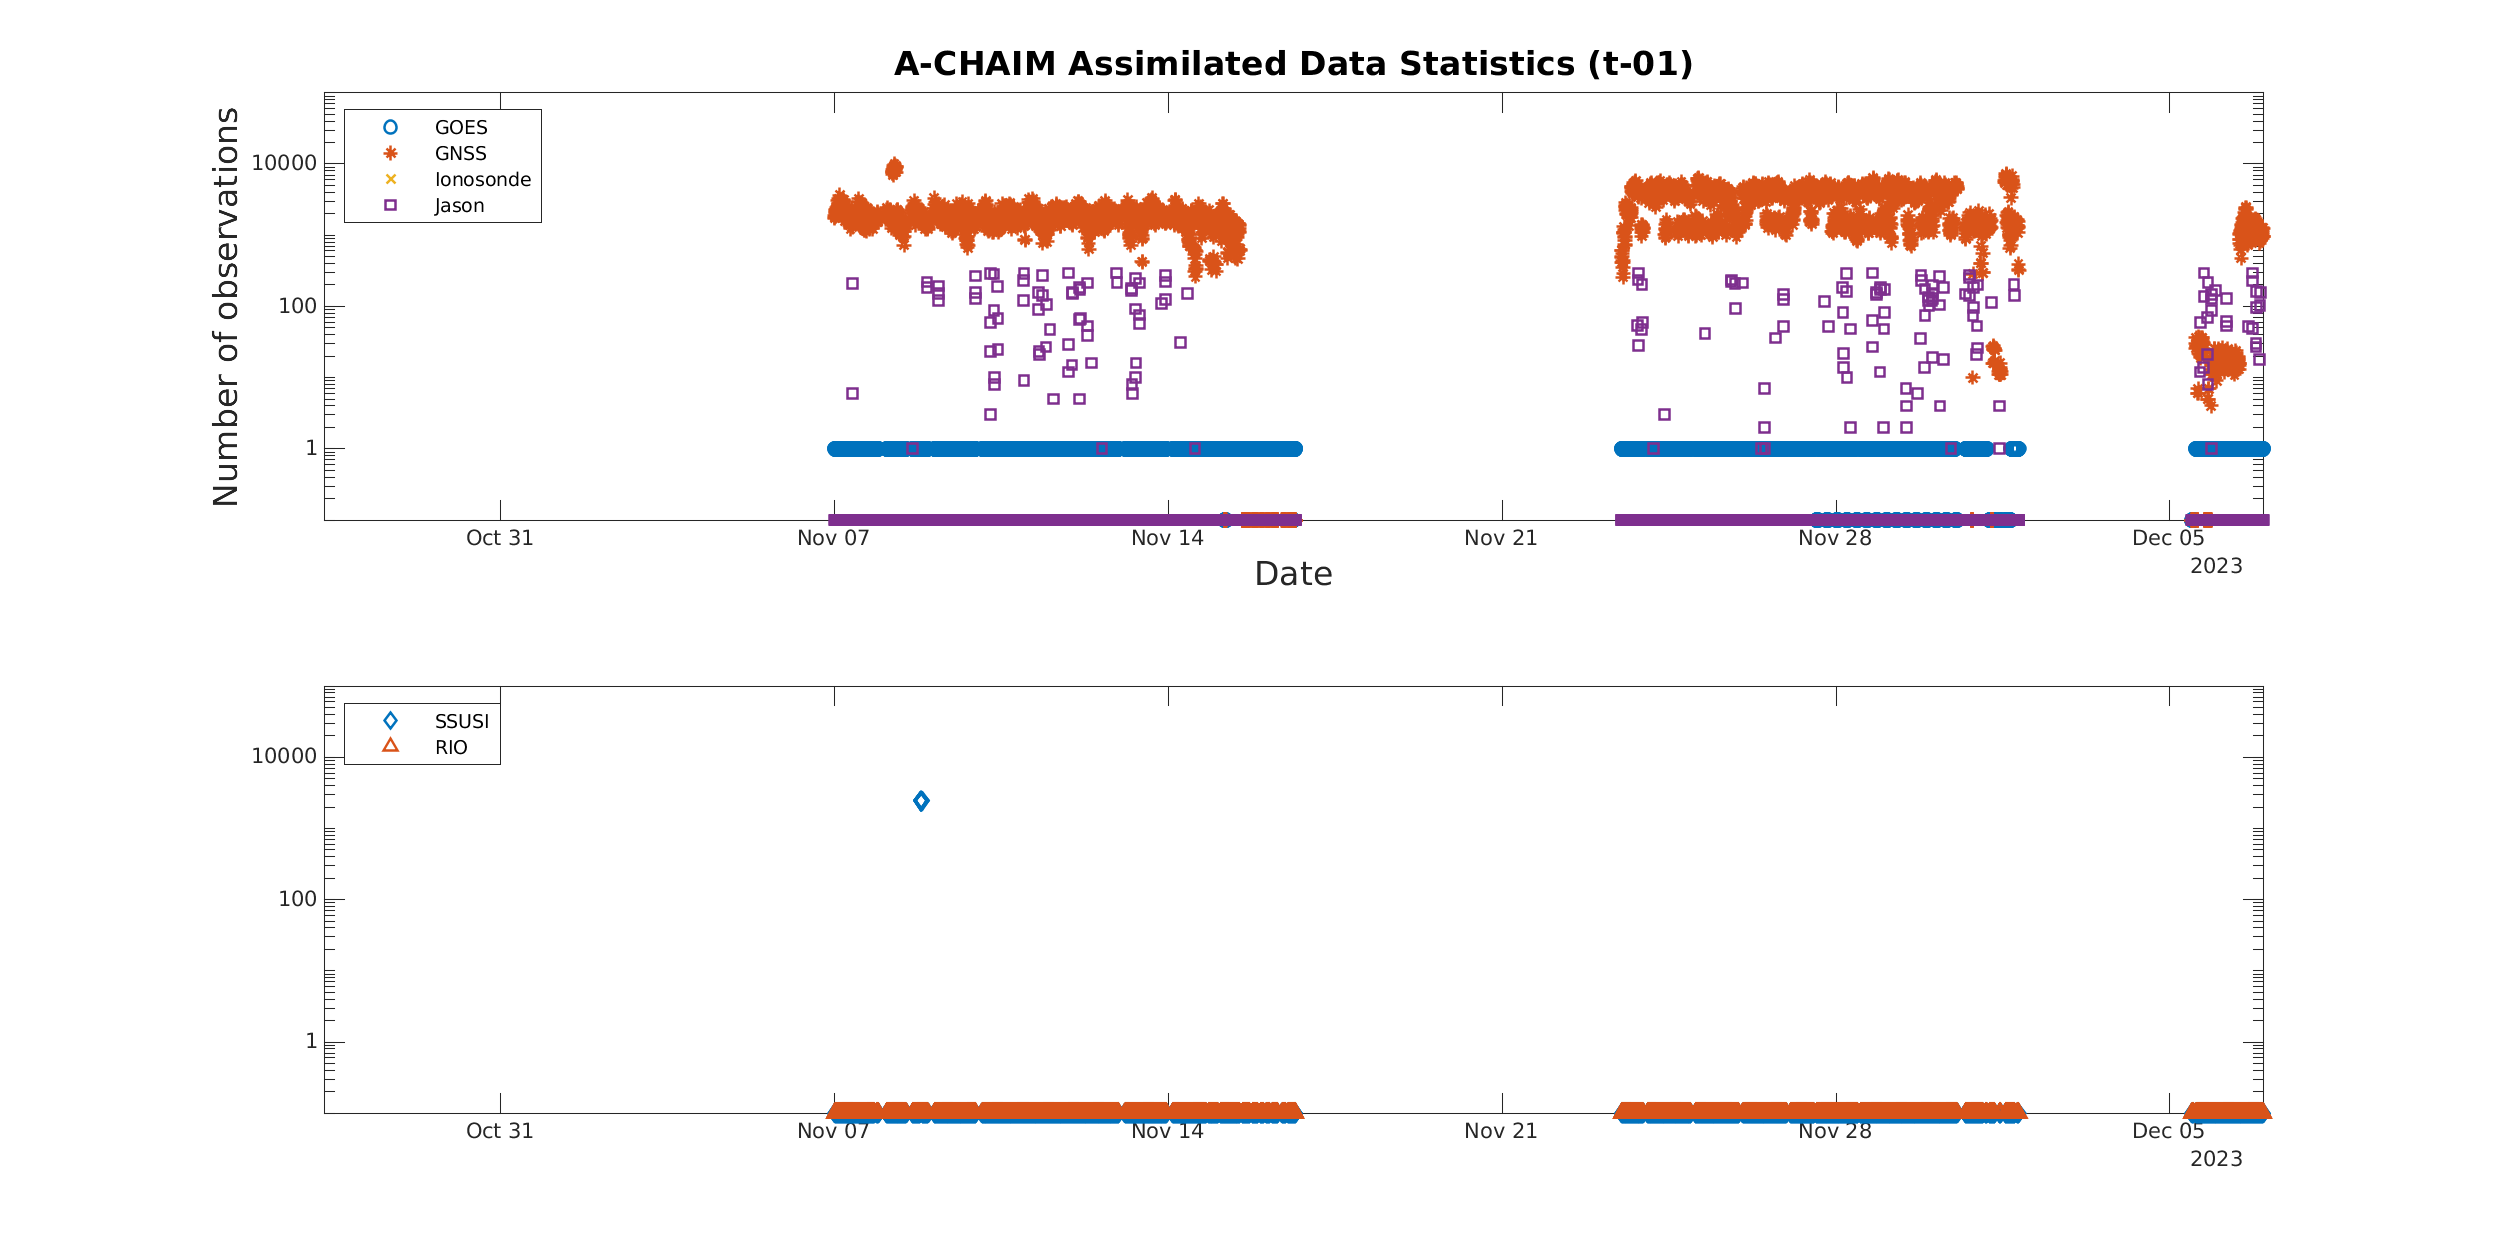 A-CHAIM Assimilated Data Statistics (t-01)
Number of observations
GOES
GNSS
Ionosonde
Jason
10000
100
1
Oct 31
Nov 07
Nov 14
Nov 21
Nov 28
Dec 05
2023
Date
SSUSI
RIO
10000
100
1
Oct 31
Nov 07
Nov 14
Nov 21
Nov 28
Dec 05
2023